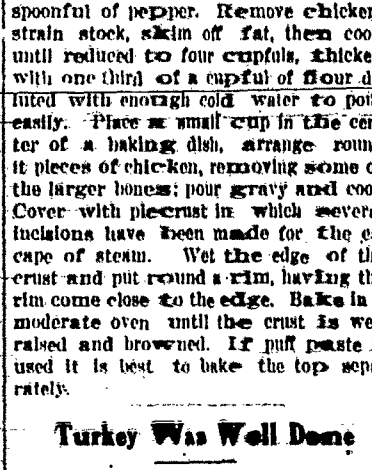 spoonful of pepper. Remove chicken
strain stock, skim off fat, then coo
until reduced to four cupfuls, thicke
with one third of a cupful of flour d
luted with enough cold water to pou
easily. Place a small cup in the cen
ter of a baking dish, arrange roun
it pieces of chicken, removing some o
the larger bones; pour gravy and coo
Cover with piecrust in which severa
incisions have been made for the es
cape of steam. Wet the edge of th
crust and put round a rim, having th
rim come close to the edge. Bake in
moderate oven until the crust is we
raised and browned. If puff paste
used it is best to bake the top sepa
rately.
Turkey Was Well Done